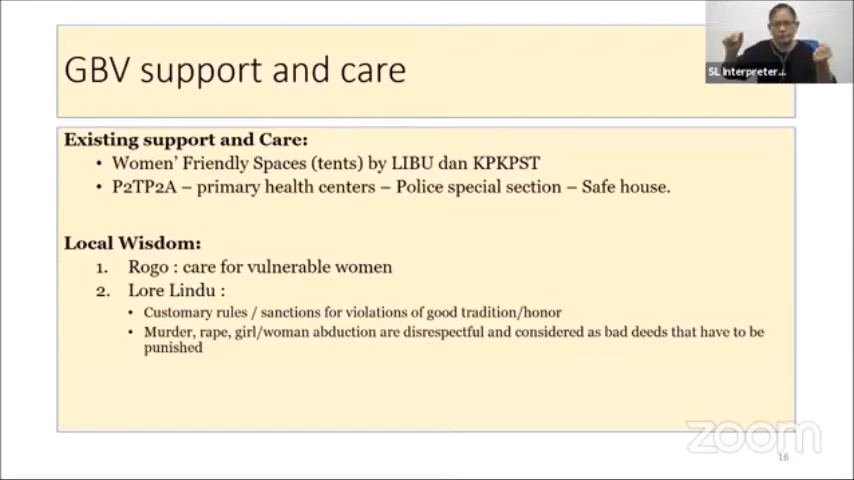 GBV support and care
SL Interpreter...
Existing support and Care:
• Women’ Friendly Spaces (tents) by LIBU dan KPKPST
• P2TP2A – primary health centers – Police special section – Safe house.
Local Wisdom:
1. Rogo : care for vulnerable women
2. Lore Lindu :
• Customary rules / sanctions for violations of good tradition/honor
• Murder, rape, girl/woman abduction are disrespectful and considered as bad deeds that have to be
punished
zoom
16